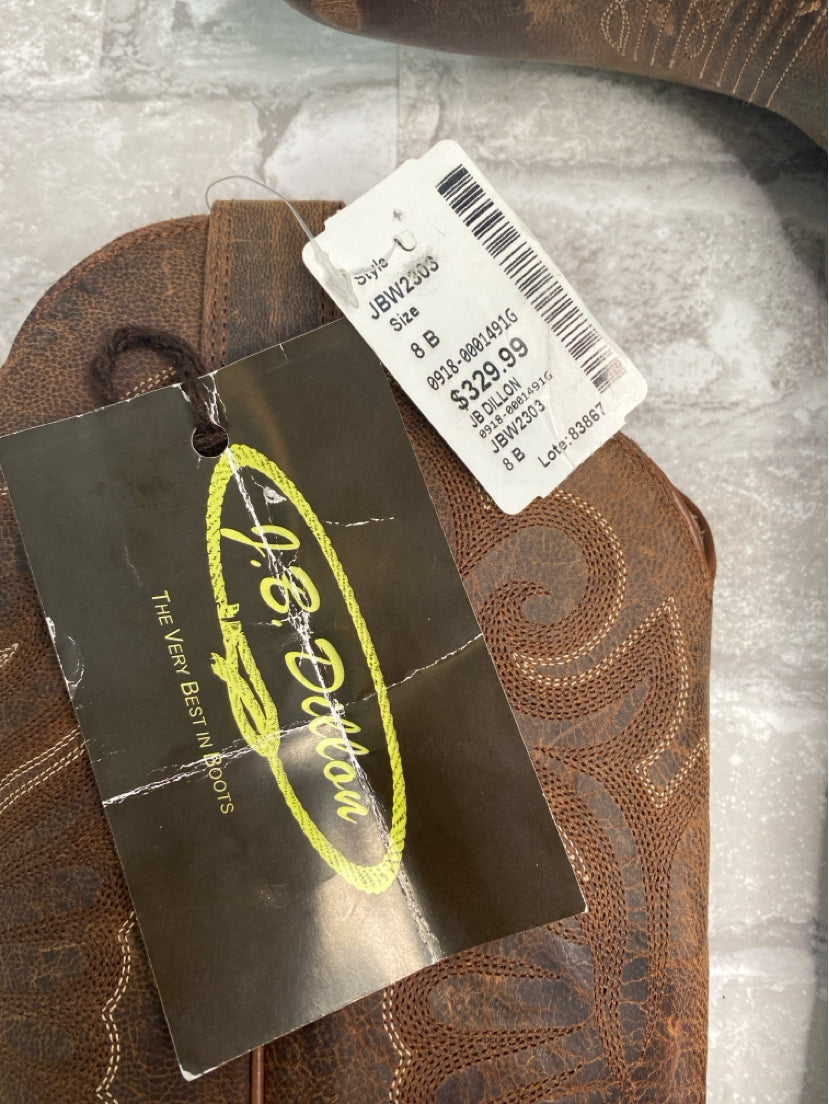 Style
JBW2303
Size
8 B
0918-0001491G
$329.99
JB DILLON
0918-0001491G
JBW2303
8 B
Lote:83867
J.B. Dillon
THE VERY BEST IN BOOTS